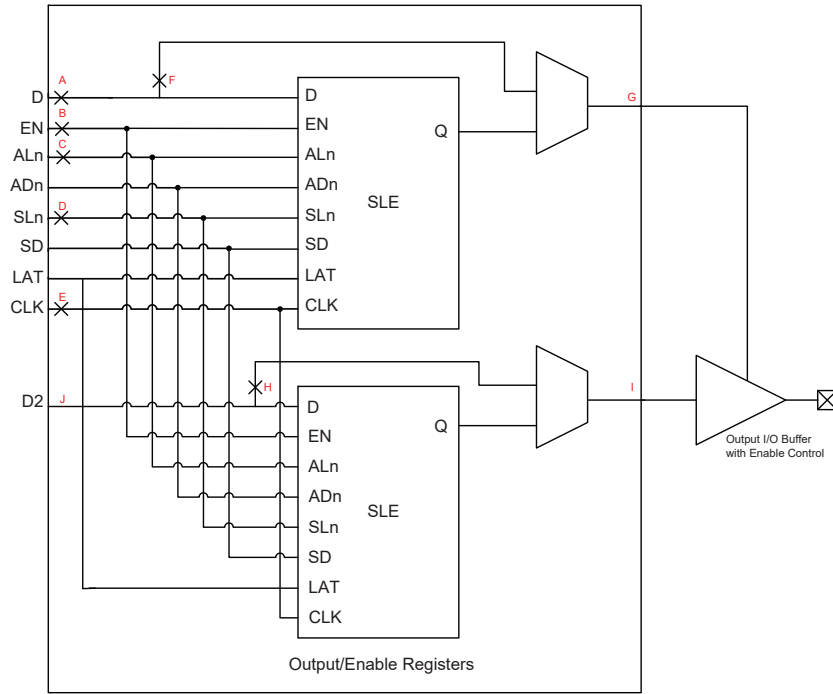 A
F
D
D
B
EN
EN
C
ALn
ALn
Q
G
ADn
ADn
SLE
D
SLn
SLn
SD
SD
LAT
LAT
E
CLK
CLK
J
D2
H
D
I
EN
Q
ALn
ADn
SLE
SLn
SD
LAT
CLK
Output I/O Buffer
with Enable Control
Output/Enable Registers